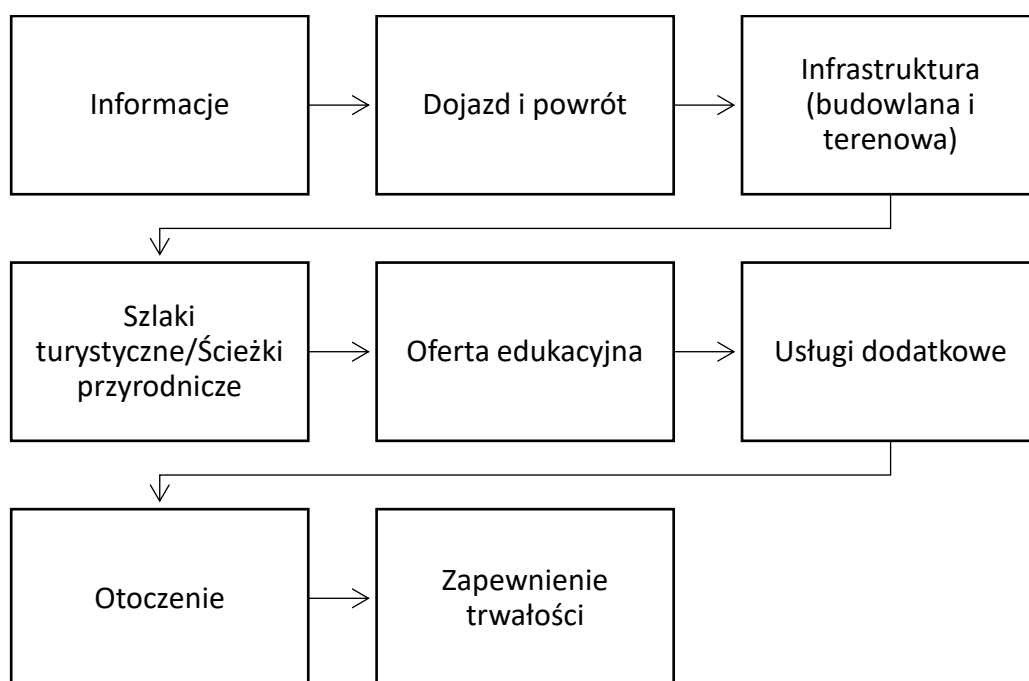 Informacje
Dojazd i powrót
Infrastruktura
(budowlana i
terenowa)
Szlaki
turystyczne/Ścieżki
przyrodnicze
Oferta edukacyjna
Usługi dodatkowe
Otoczenie
Zapewnienie
trwałości